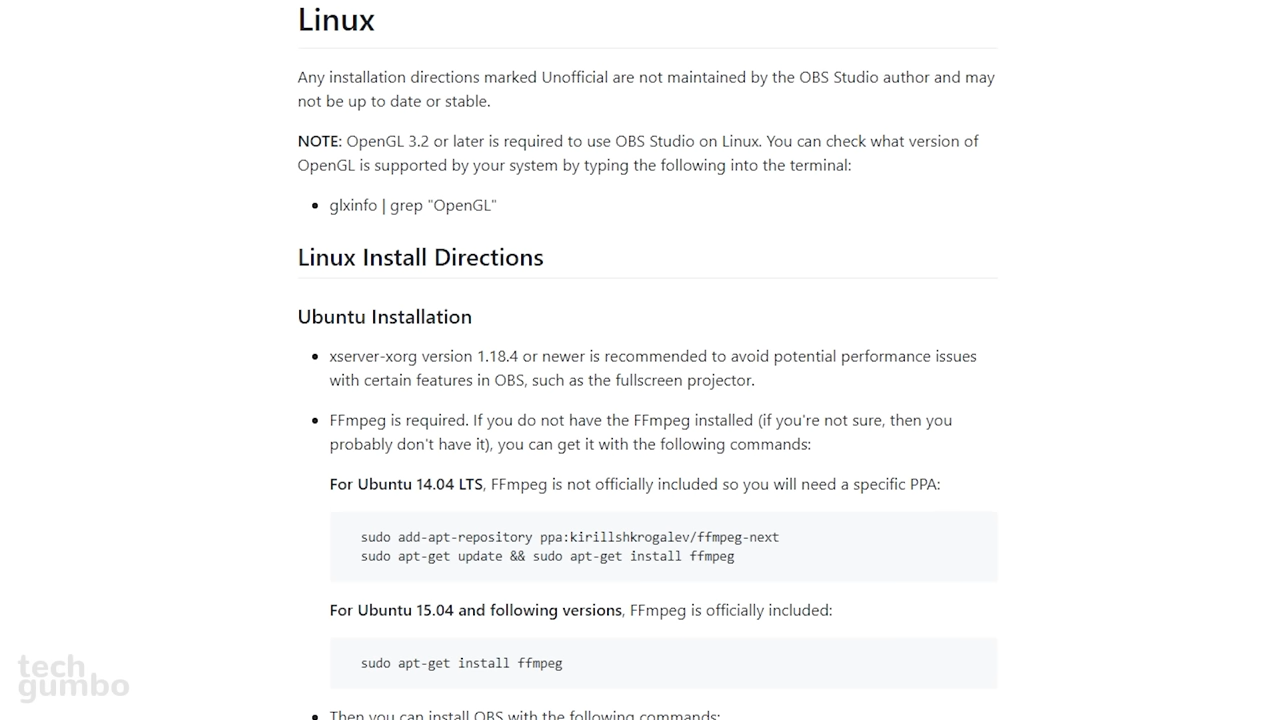 Linux
Any installation directions marked Unofficial are not maintained by the OBS Studio author and may
not be up to date or stable.
NOTE: OpenGL 3.2 or later is required to use OBS Studio on Linux. You can check what version of
OpenGL is supported by your system by typing the following into the terminal:
• glxinfo | grep "OpenGL"
Linux Install Directions
Ubuntu Installation
• xserver-xorg version 1.18.4 or newer is recommended to avoid potential performance issues
with certain features in OBS, such as the fullscreen projector.
• FFmpeg is required. If you do not have the FFmpeg installed (if you're not sure, then you
probably don't have it), you can get it with the following commands:
For Ubuntu 14.04 LTS, FFmpeg is not officially included so you will need a specific PPA:
sudo add-apt-repository ppa:kirillshkrogalev/ffmpeg-next
sudo apt-get update && sudo apt-get install ffmpeg
For Ubuntu 15.04 and following versions, FFmpeg is officially included:
sudo apt-get install ffmpeg
• Then you can install OBS with the following commands:
tech
gumbo